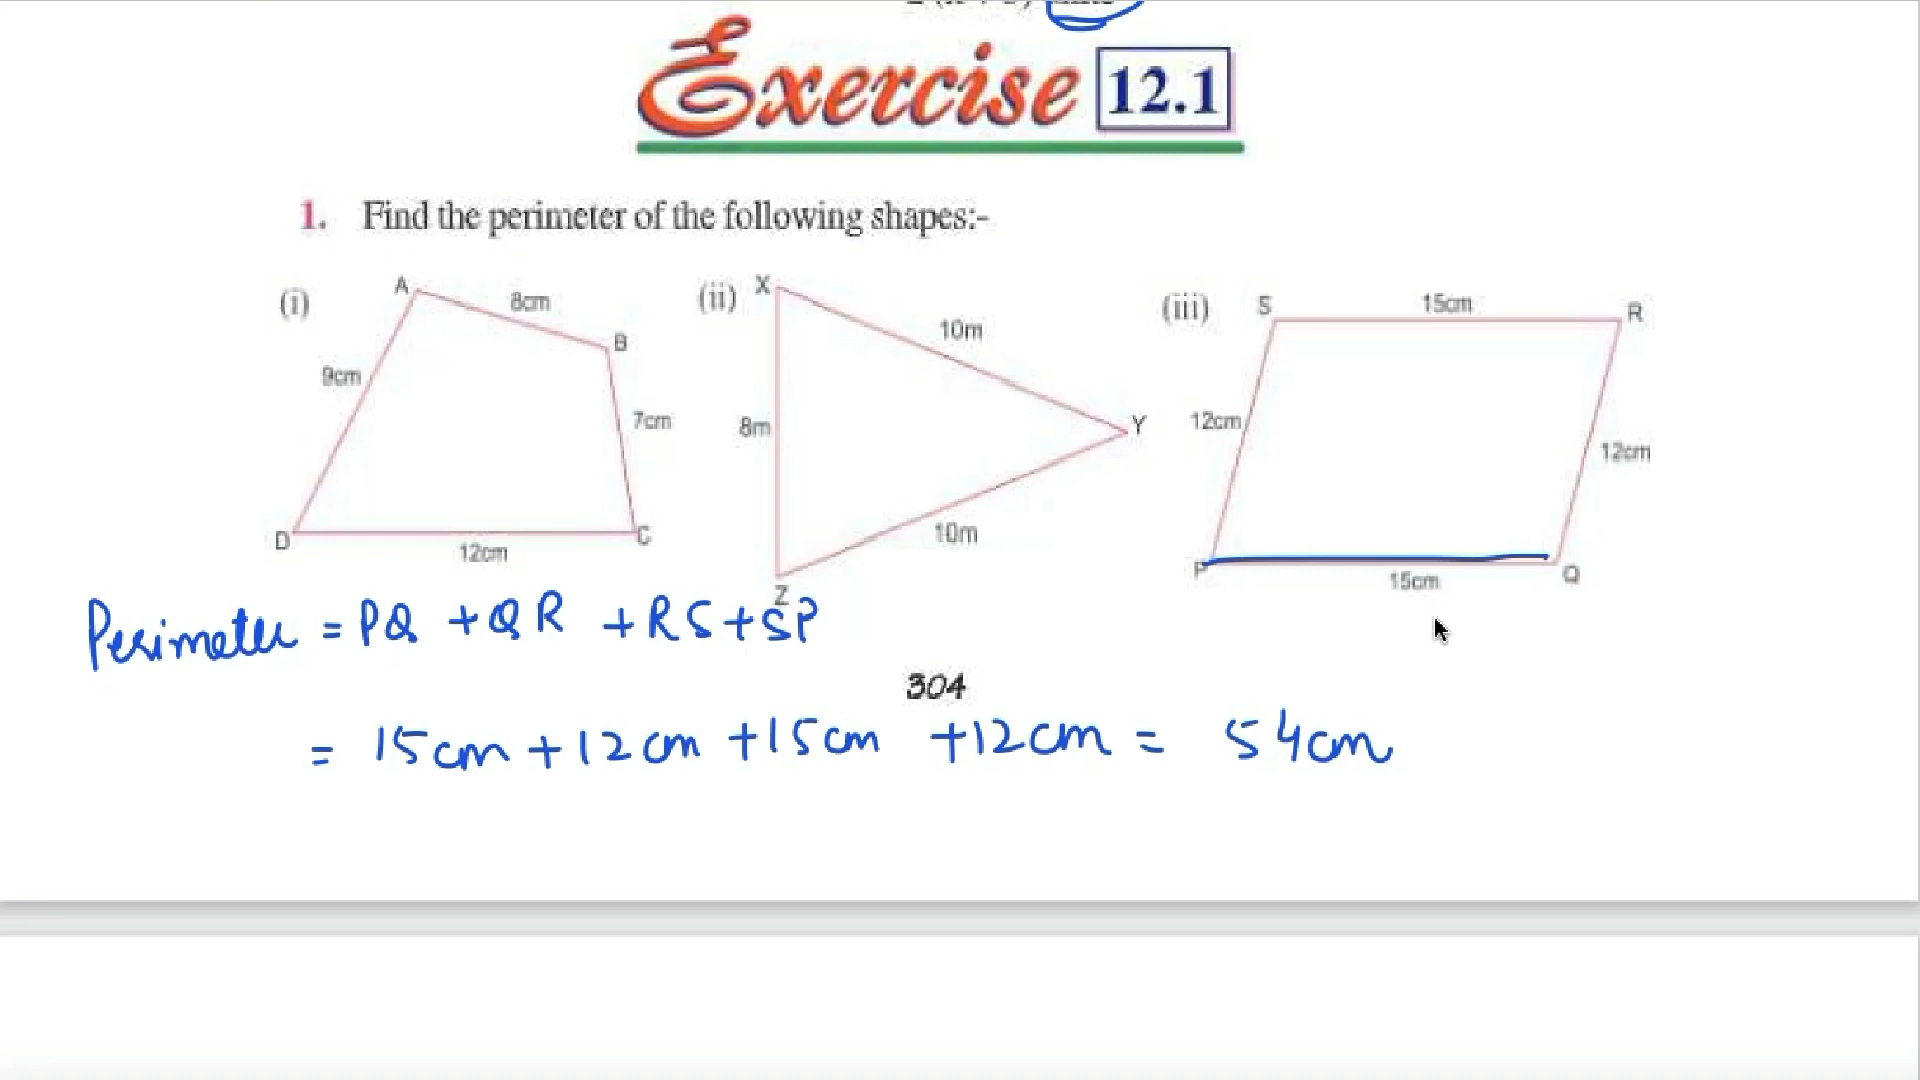 Exercise 12.1
1. Find the perimeter of the following shapes:-
(i) A 8cm B 9cm 7cm D 12cm C
(ii) X 10m Y 8m 10m Z
(iii) S 15cm R 12cm 12cm P 15cm Q
Perimeter = PQ + QR + RS + SP
304
= 15cm + 12cm + 15cm + 12cm = 54cm